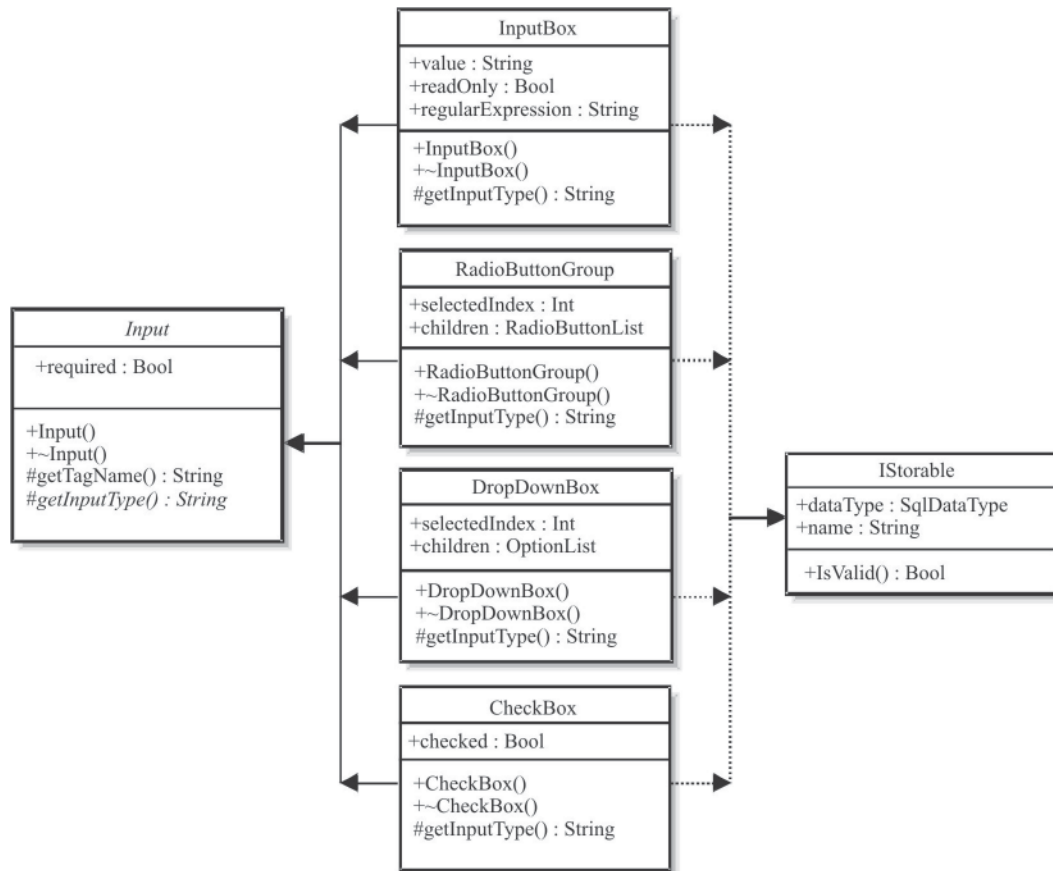 InputBox
+value : String
+readOnly : Bool
+regularExpression : String
+InputBox()
+~InputBox()
#getInputType() : String
RadioButtonGroup
+selectedIndex : Int
+children : RadioButtonList
+RadioButtonGroup()
+~RadioButtonGroup()
#getInputType() : String
Input
+required : Bool
+Input()
+~Input()
#getTagName() : String
#getInputType() : String
DropDownBox
+selectedIndex : Int
+children : OptionList
+DropDownBox()
+~DropDownBox()
#getInputType() : String
IStorable
+dataType : SqlDataType
+name : String
+IsValid() : Bool
CheckBox
+checked : Bool
+CheckBox()
+~CheckBox()
#getInputType() : String